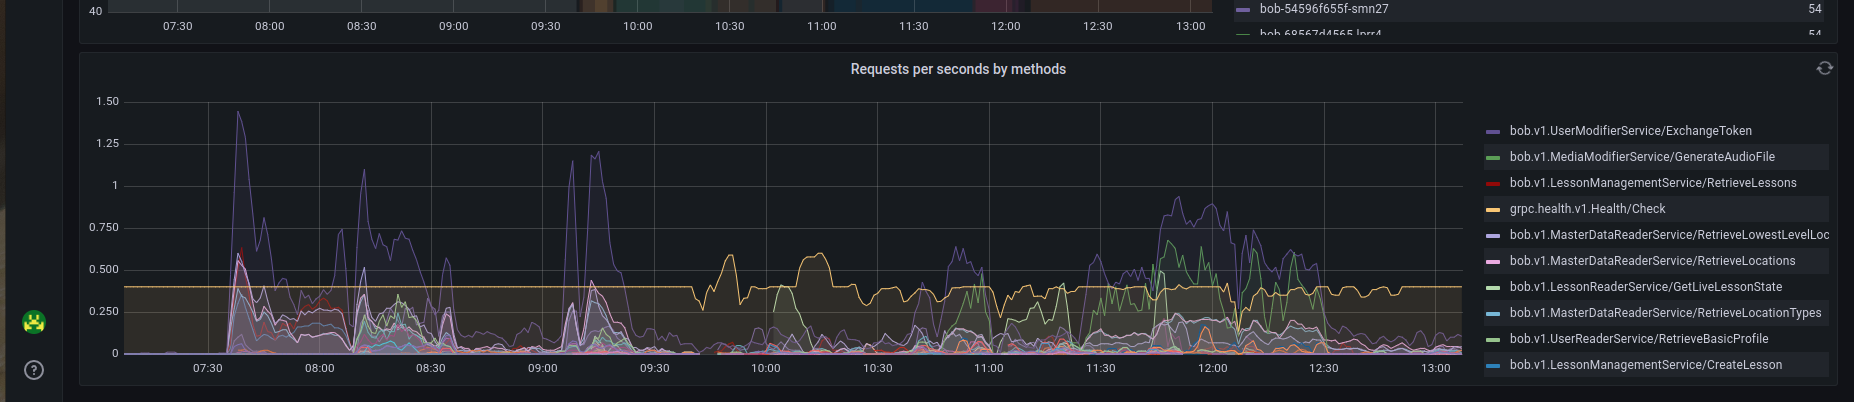 40
07:30 08:00 08:30 09:00 09:30 10:00 10:30 11:00 11:30 12:00 12:30 13:00
bob-54596f655f-smn27 54
Requests per seconds by methods
1.50
1.25
1
0.750
0.500
0.250
0
07:30 08:00 08:30 09:00 09:30 10:00 10:30 11:00 11:30 12:00 12:30 13:00
bob.v1.UserModifierService/ExchangeToken
bob.v1.MediaModifierService/GenerateAudioFile
bob.v1.LessonManagementService/RetrieveLessons
grpc.health.v1.Health/Check
bob.v1.MasterDataReaderService/RetrieveLowestLevelLoc
bob.v1.MasterDataReaderService/RetrieveLocations
bob.v1.LessonReaderService/GetLiveLessonState
bob.v1.MasterDataReaderService/RetrieveLocationTypes
bob.v1.UserReaderService/RetrieveBasicProfile
bob.v1.LessonManagementService/CreateLesson